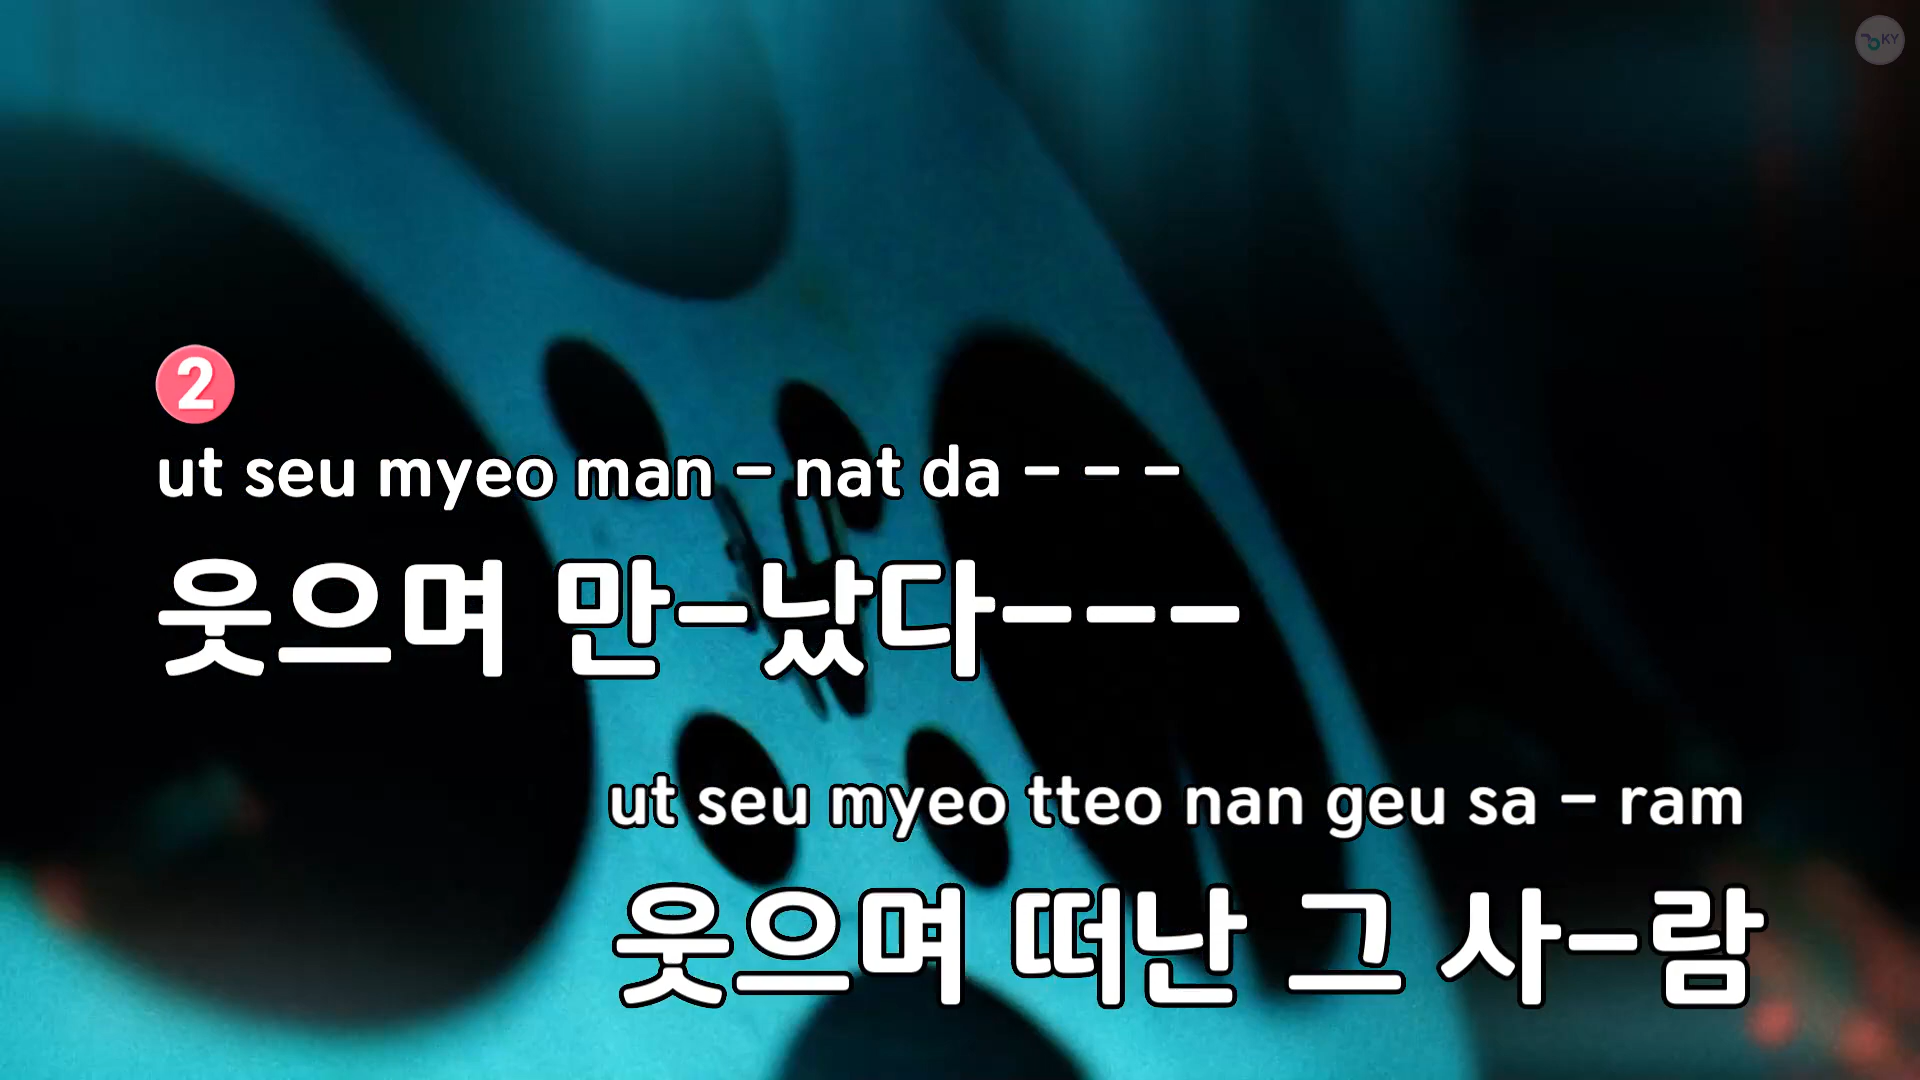 KY
2
ut seu myeo man – nat da – – –
웃으며 만–났다–––
ut seu myeo tteo nan geu sa – ram
웃으며 떠난 그 사–람